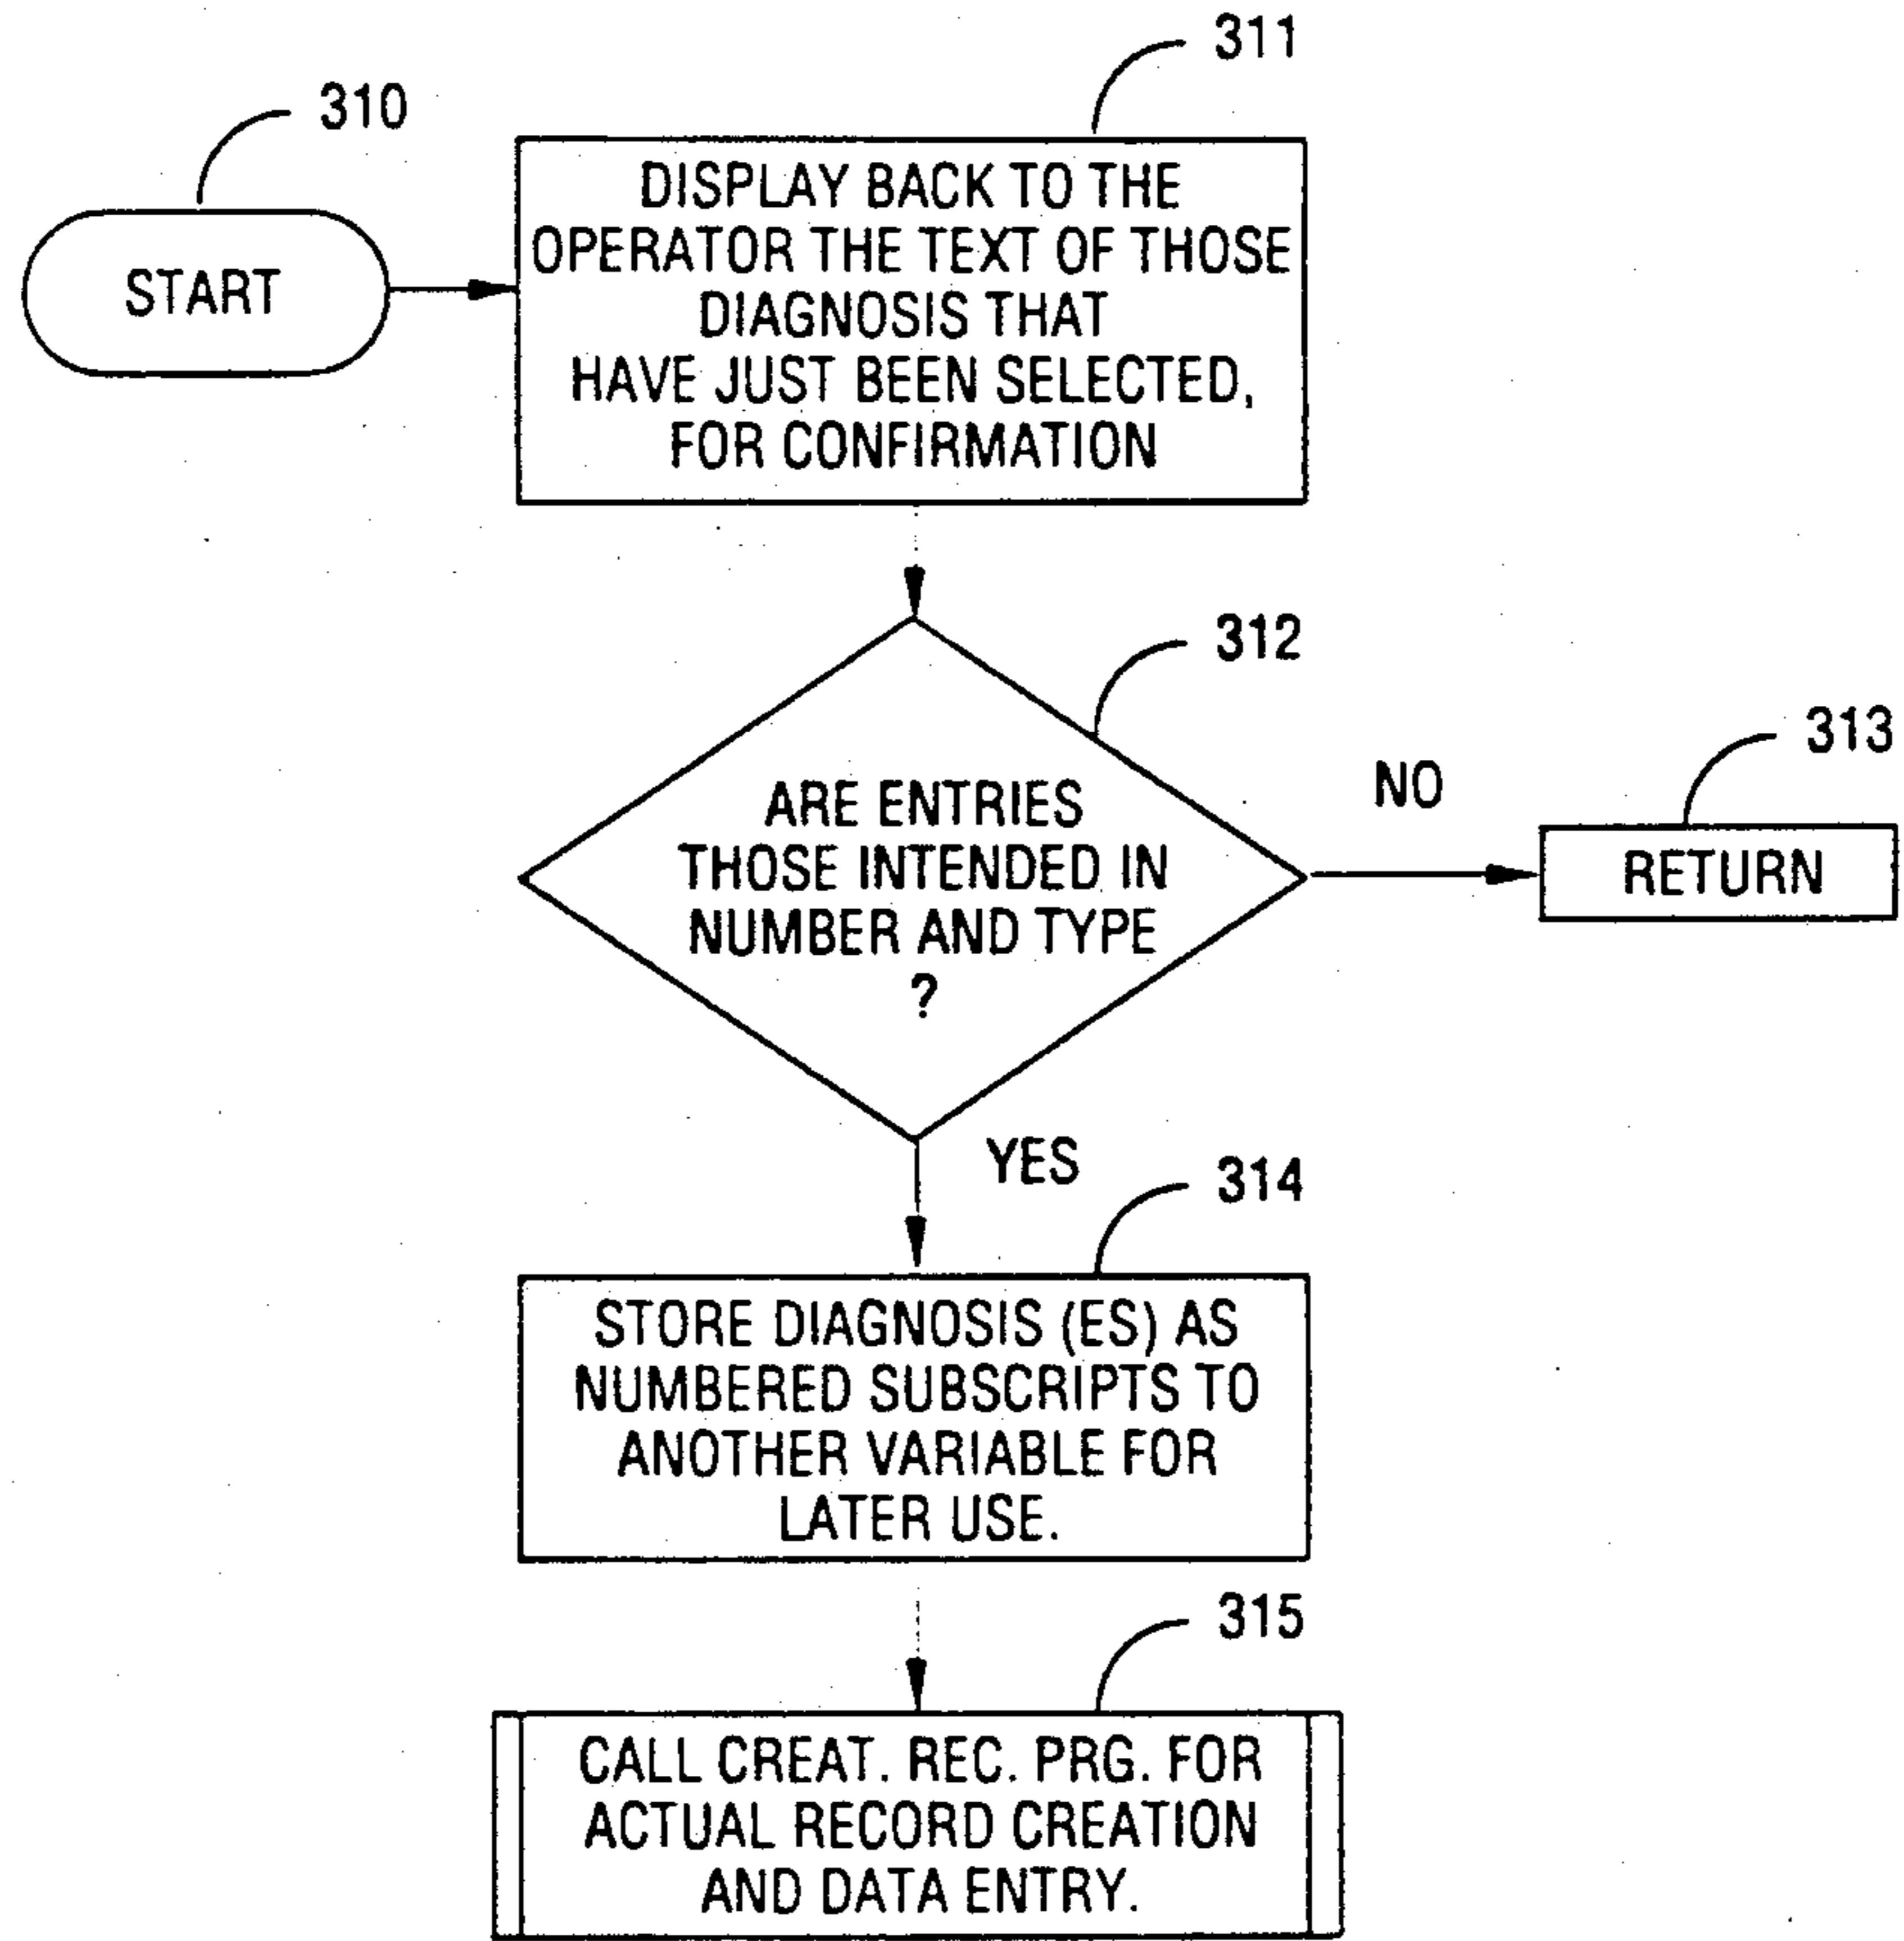 311
310
DISPLAY BACK TO THE
OPERATOR THE TEXT OF THOSE
DIAGNOSIS THAT
HAVE JUST BEEN SELECTED,
FOR CONFIRMATION
START
312
313
ARE ENTRIES
THOSE INTENDED IN
NUMBER AND TYPE
?
NO
RETURN
YES
314
STORE DIAGNOSIS (ES) AS
NUMBERED SUBSCRIPTS TO
ANOTHER VARIABLE FOR
LATER USE.
315
CALL CREAT. REC. PRG. FOR
ACTUAL RECORD CREATION
AND DATA ENTRY.